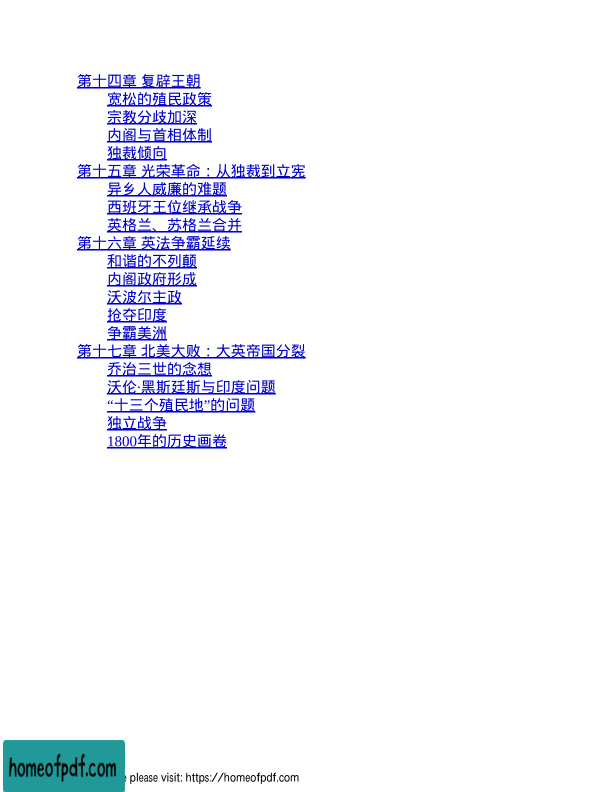 第十四章 复辟王朝
宽松的殖民政策
宗教分歧加深
内阁与首相体制
独裁倾向
第十五章 光荣革命：从独裁到立宪
异乡人威廉的难题
西班牙王位继承战争
英格兰、苏格兰合并
第十六章 英法争霸延续
和谐的不列颠
内阁政府形成
沃波尔主政
抢夺印度
争霸美洲
第十七章 北美大败：大英帝国分裂
乔治三世的念想
沃伦·黑斯廷斯与印度问题
“十三个殖民地”的问题
独立战争
1800年的历史画卷
homeofpdf.com
please visit: https://homeofpdf.com